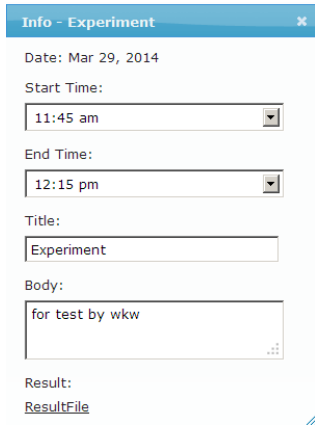 Info - Experiment
Date: Mar 29, 2014
Start Time:
11:45 am
End Time:
12:15 pm
Title:
Experiment
Body:
for test by wkw
Result:
ResultFile